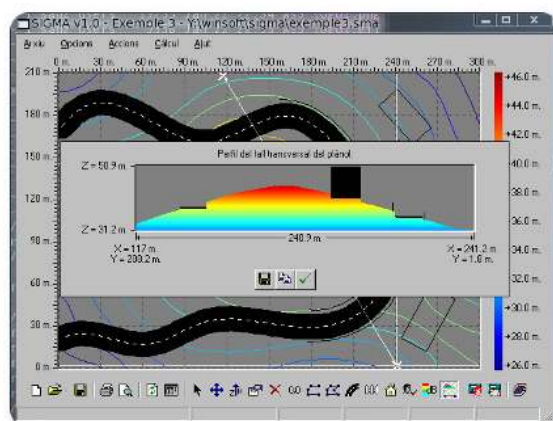 SIGMA v1.0 - Exemple 3 - Y:\winsoft\sigma\exemple3.sma
Arxiu Opcions Accions Càlcul Ajut
0 m. 30 m. 60 m. 90 m. 120 m. 150 m. 180 m. 210 m. 240 m. 270 m. 300 m.
210 m.
180 m.
150 m.
120 m.
90 m.
60 m.
30 m.
0 m.
+46.0 m.
+44.0 m.
+42.0 m.
+40.0 m.
+38.0 m.
+36.0 m.
+34.0 m.
+32.0 m.
+30.0 m.
+28.0 m.
+26.0 m.
Perfil del tall transversal del plànol
Z = 50.9 m.
Z = 31.2 m.
240.9 m.
X = 117 m.
Y = 208.2 m.
X = 241.2 m.
Y = 1.8 m.